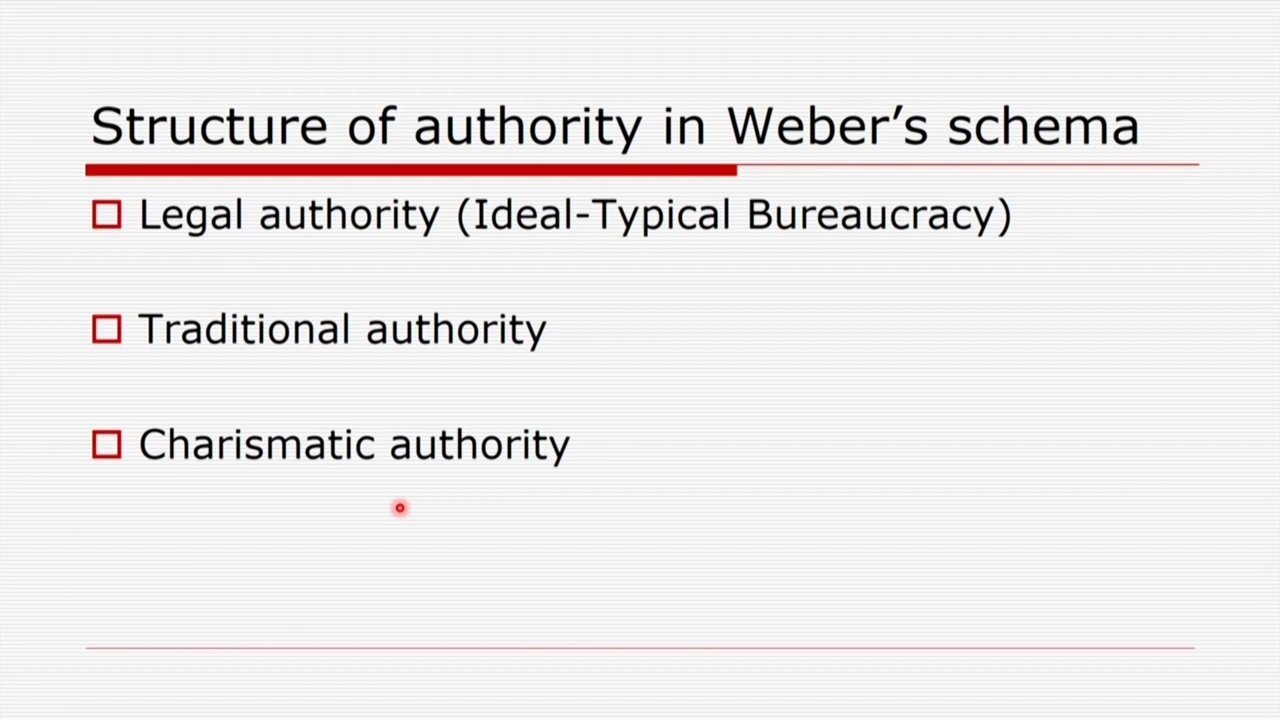 Structure of authority in Weber’s schema
Legal authority (Ideal-Typical Bureaucracy)
Traditional authority
Charismatic authority